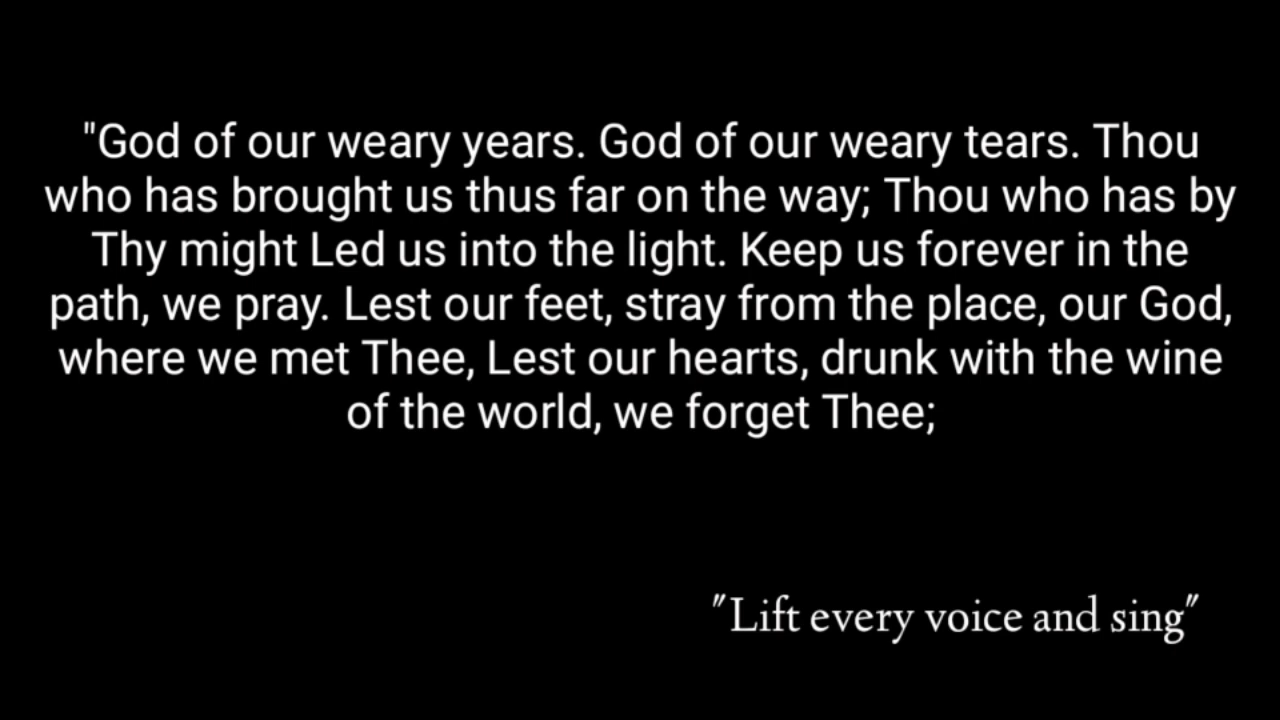 "God of our weary years. God of our weary tears. Thou
who has brought us thus far on the way; Thou who has by
Thy might Led us into the light. Keep us forever in the
path, we pray. Lest our feet, stray from the place, our God,
where we met Thee, Lest our hearts, drunk with the wine
of the world, we forget Thee;
"Lift every voice and sing"